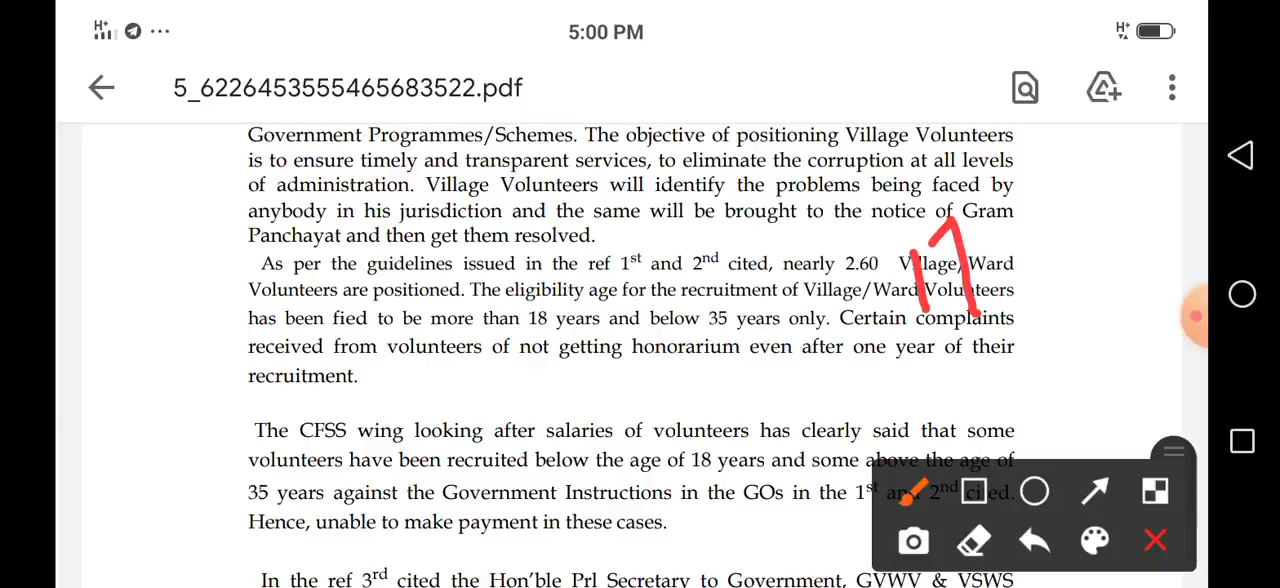 H+ ... 5:00 PM H+
5_6226453555465683522.pdf
Government Programmes/Schemes. The objective of positioning Village Volunteers
is to ensure timely and transparent services, to eliminate the corruption at all levels
of administration. Village Volunteers will identify the problems being faced by
anybody in his jurisdiction and the same will be brought to the notice of Gram
Panchayat and then get them resolved.
As per the guidelines issued in the ref 1st and 2nd cited, nearly 2.60 Village/Ward
Volunteers are positioned. The eligibility age for the recruitment of Village/Ward Volunteers
has been fied to be more than 18 years and below 35 years only. Certain complaints
received from volunteers of not getting honorarium even after one year of their
recruitment.
The CFSS wing looking after salaries of volunteers has clearly said that some
volunteers have been recruited below the age of 18 years and some above the age of
35 years against the Government Instructions in the GOs in the 1st and 2nd cited.
Hence, unable to make payment in these cases.
In the ref 3rd cited the Hon'ble Prl Secretary to Government, GVWV & VSWS
17